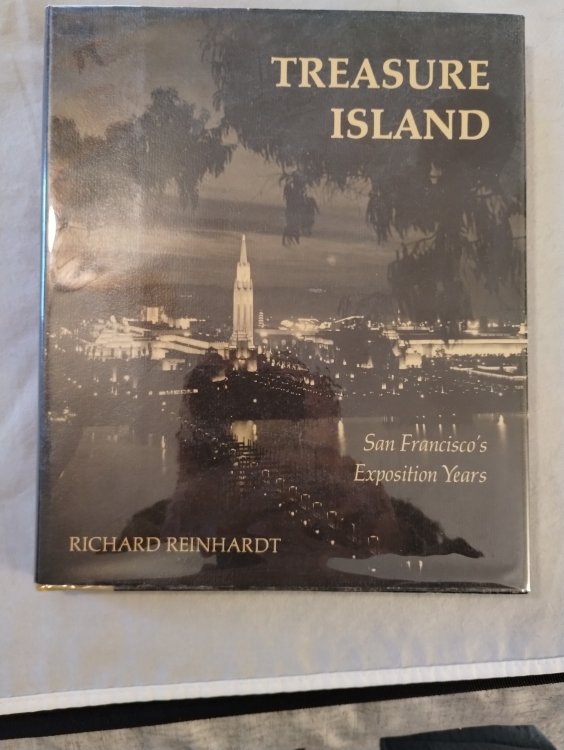 TREASURE
ISLAND
San Francisco's
Exposition Years
RICHARD REINHARDT